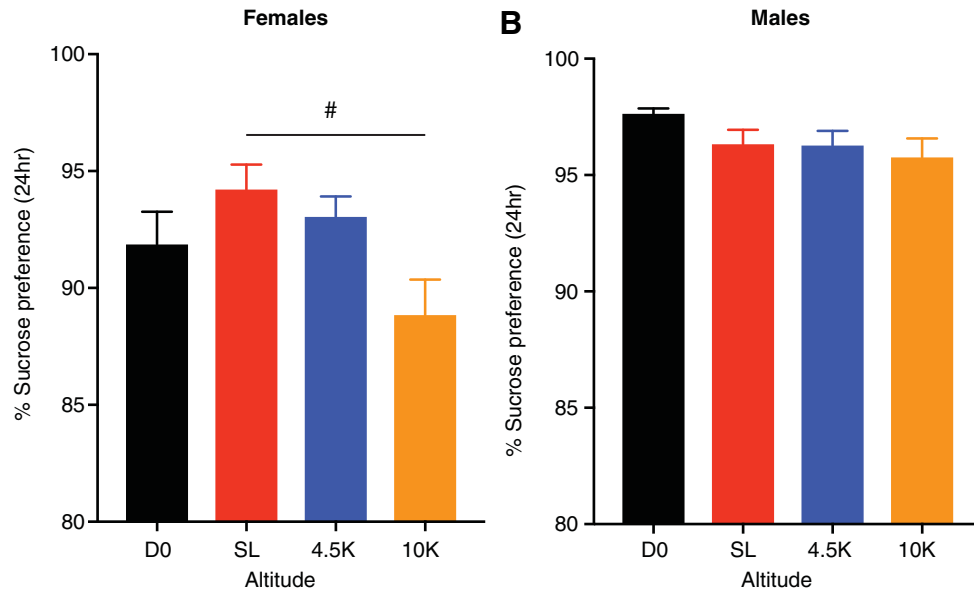 Females
% Sucrose preference (24hr)
100
95
90
85
80
#
D0 SL 4.5K 10K
Altitude
B
Males
% Sucrose preference (24hr)
100
95
90
85
80
D0 SL 4.5K 10K
Altitude